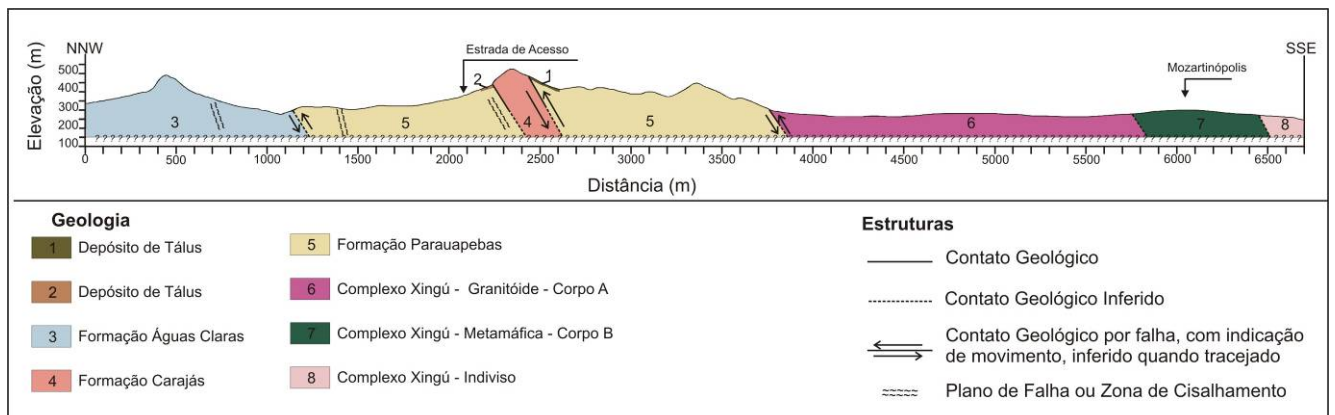 NNW
SSE
Estrada de Acesso
Mozartinópolis
Elevação (m)
500
400
300
200
100
2
1
3
5
4
5
6
7
8
0
500
1000
1500
2000
2500
3000
3500
4000
4500
5000
5500
6000
6500
Distância (m)
Geologia
1 Depósito de Tálus
2 Depósito de Tálus
3 Formação Águas Claras
4 Formação Carajás
5 Formação Parauapebas
6 Complexo Xingú - Granitóide - Corpo A
7 Complexo Xingú - Metamáfica - Corpo B
8 Complexo Xingú - Indiviso
Estruturas
Contato Geológico
Contato Geológico Inferido
Contato Geológico por falha, com indicação
de movimento, inferido quando tracejado
Plano de Falha ou Zona de Cisalhamento